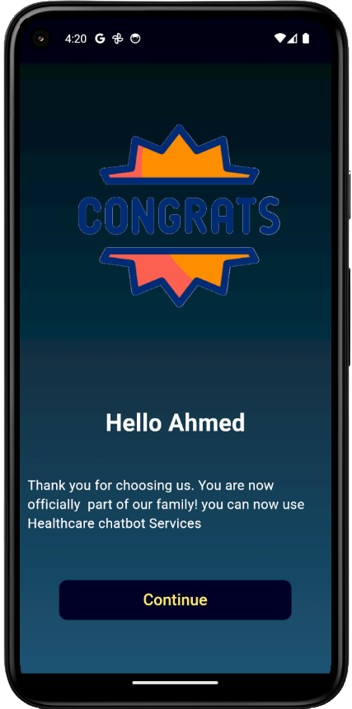 4:20
CONGRATS
Hello Ahmed
Thank you for choosing us. You are now
officially  part of our family! you can now use
Healthcare chatbot Services
Continue